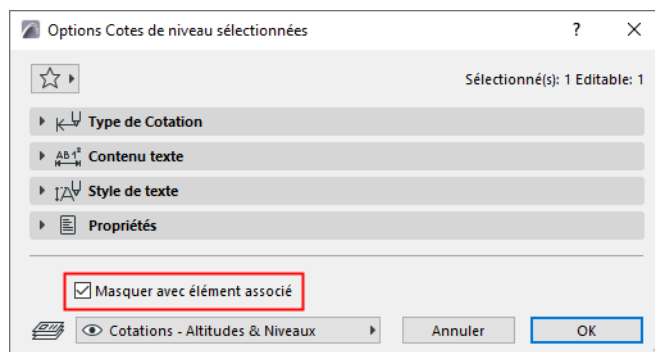 Options Cotes de niveau sélectionnées ?
Sélectionné(s): 1 Editable: 1
Type de Cotation
AB1² Contenu texte
Style de texte
Propriétés
Masquer avec élément associé
Cotations - Altitudes & Niveaux Annuler OK